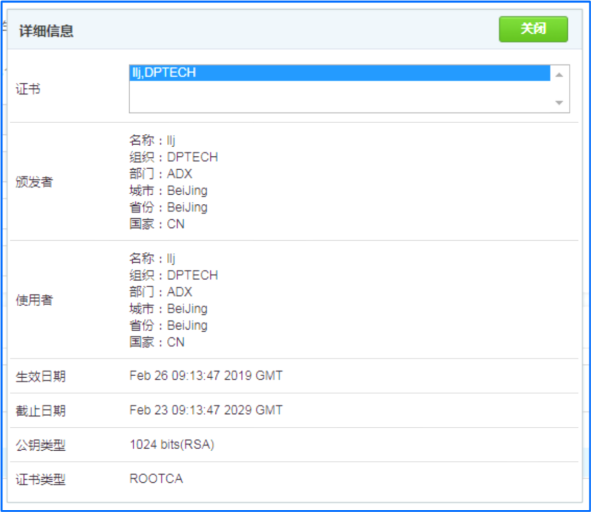 详细信息
关闭
证书
llj,DPTECH
颁发者
名称：llj
组织：DPTECH
部门：ADX
城市：BeiJing
省份：BeiJing
国家：CN
使用者
名称：llj
组织：DPTECH
部门：ADX
城市：BeiJing
省份：BeiJing
国家：CN
生效日期 Feb 26 09:13:47 2019 GMT
截止日期 Feb 23 09:13:47 2029 GMT
公钥类型 1024 bits(RSA)
证书类型 ROOTCA